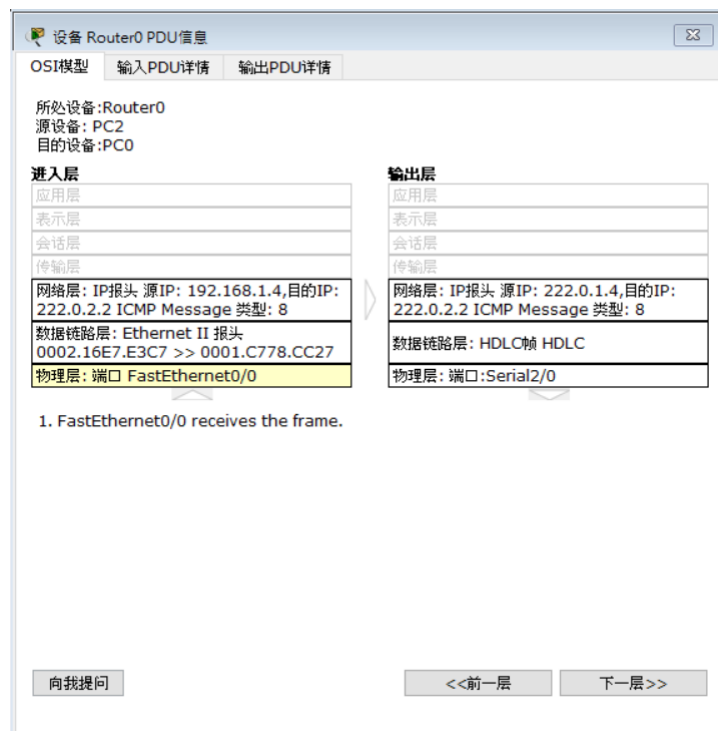 设备 Router0 PDU信息
OSI模型 输入PDU详情 输出PDU详情
所处设备:Router0
源设备: PC2
目的设备:PC0
进入层
应用层
表示层
会话层
传输层
网络层: IP报头 源IP: 192.168.1.4,目的IP:
222.0.2.2 ICMP Message 类型: 8
数据链路层: Ethernet II 报头
0002.16E7.E3C7 >> 0001.C778.CC27
物理层: 端口 FastEthernet0/0
输出层
应用层
表示层
会话层
传输层
网络层: IP报头 源IP: 222.0.1.4,目的IP:
222.0.2.2 ICMP Message 类型: 8
数据链路层: HDLC帧 HDLC
物理层: 端口:Serial2/0
1. FastEthernet0/0 receives the frame.
向我提问 <<前一层 下一层>>